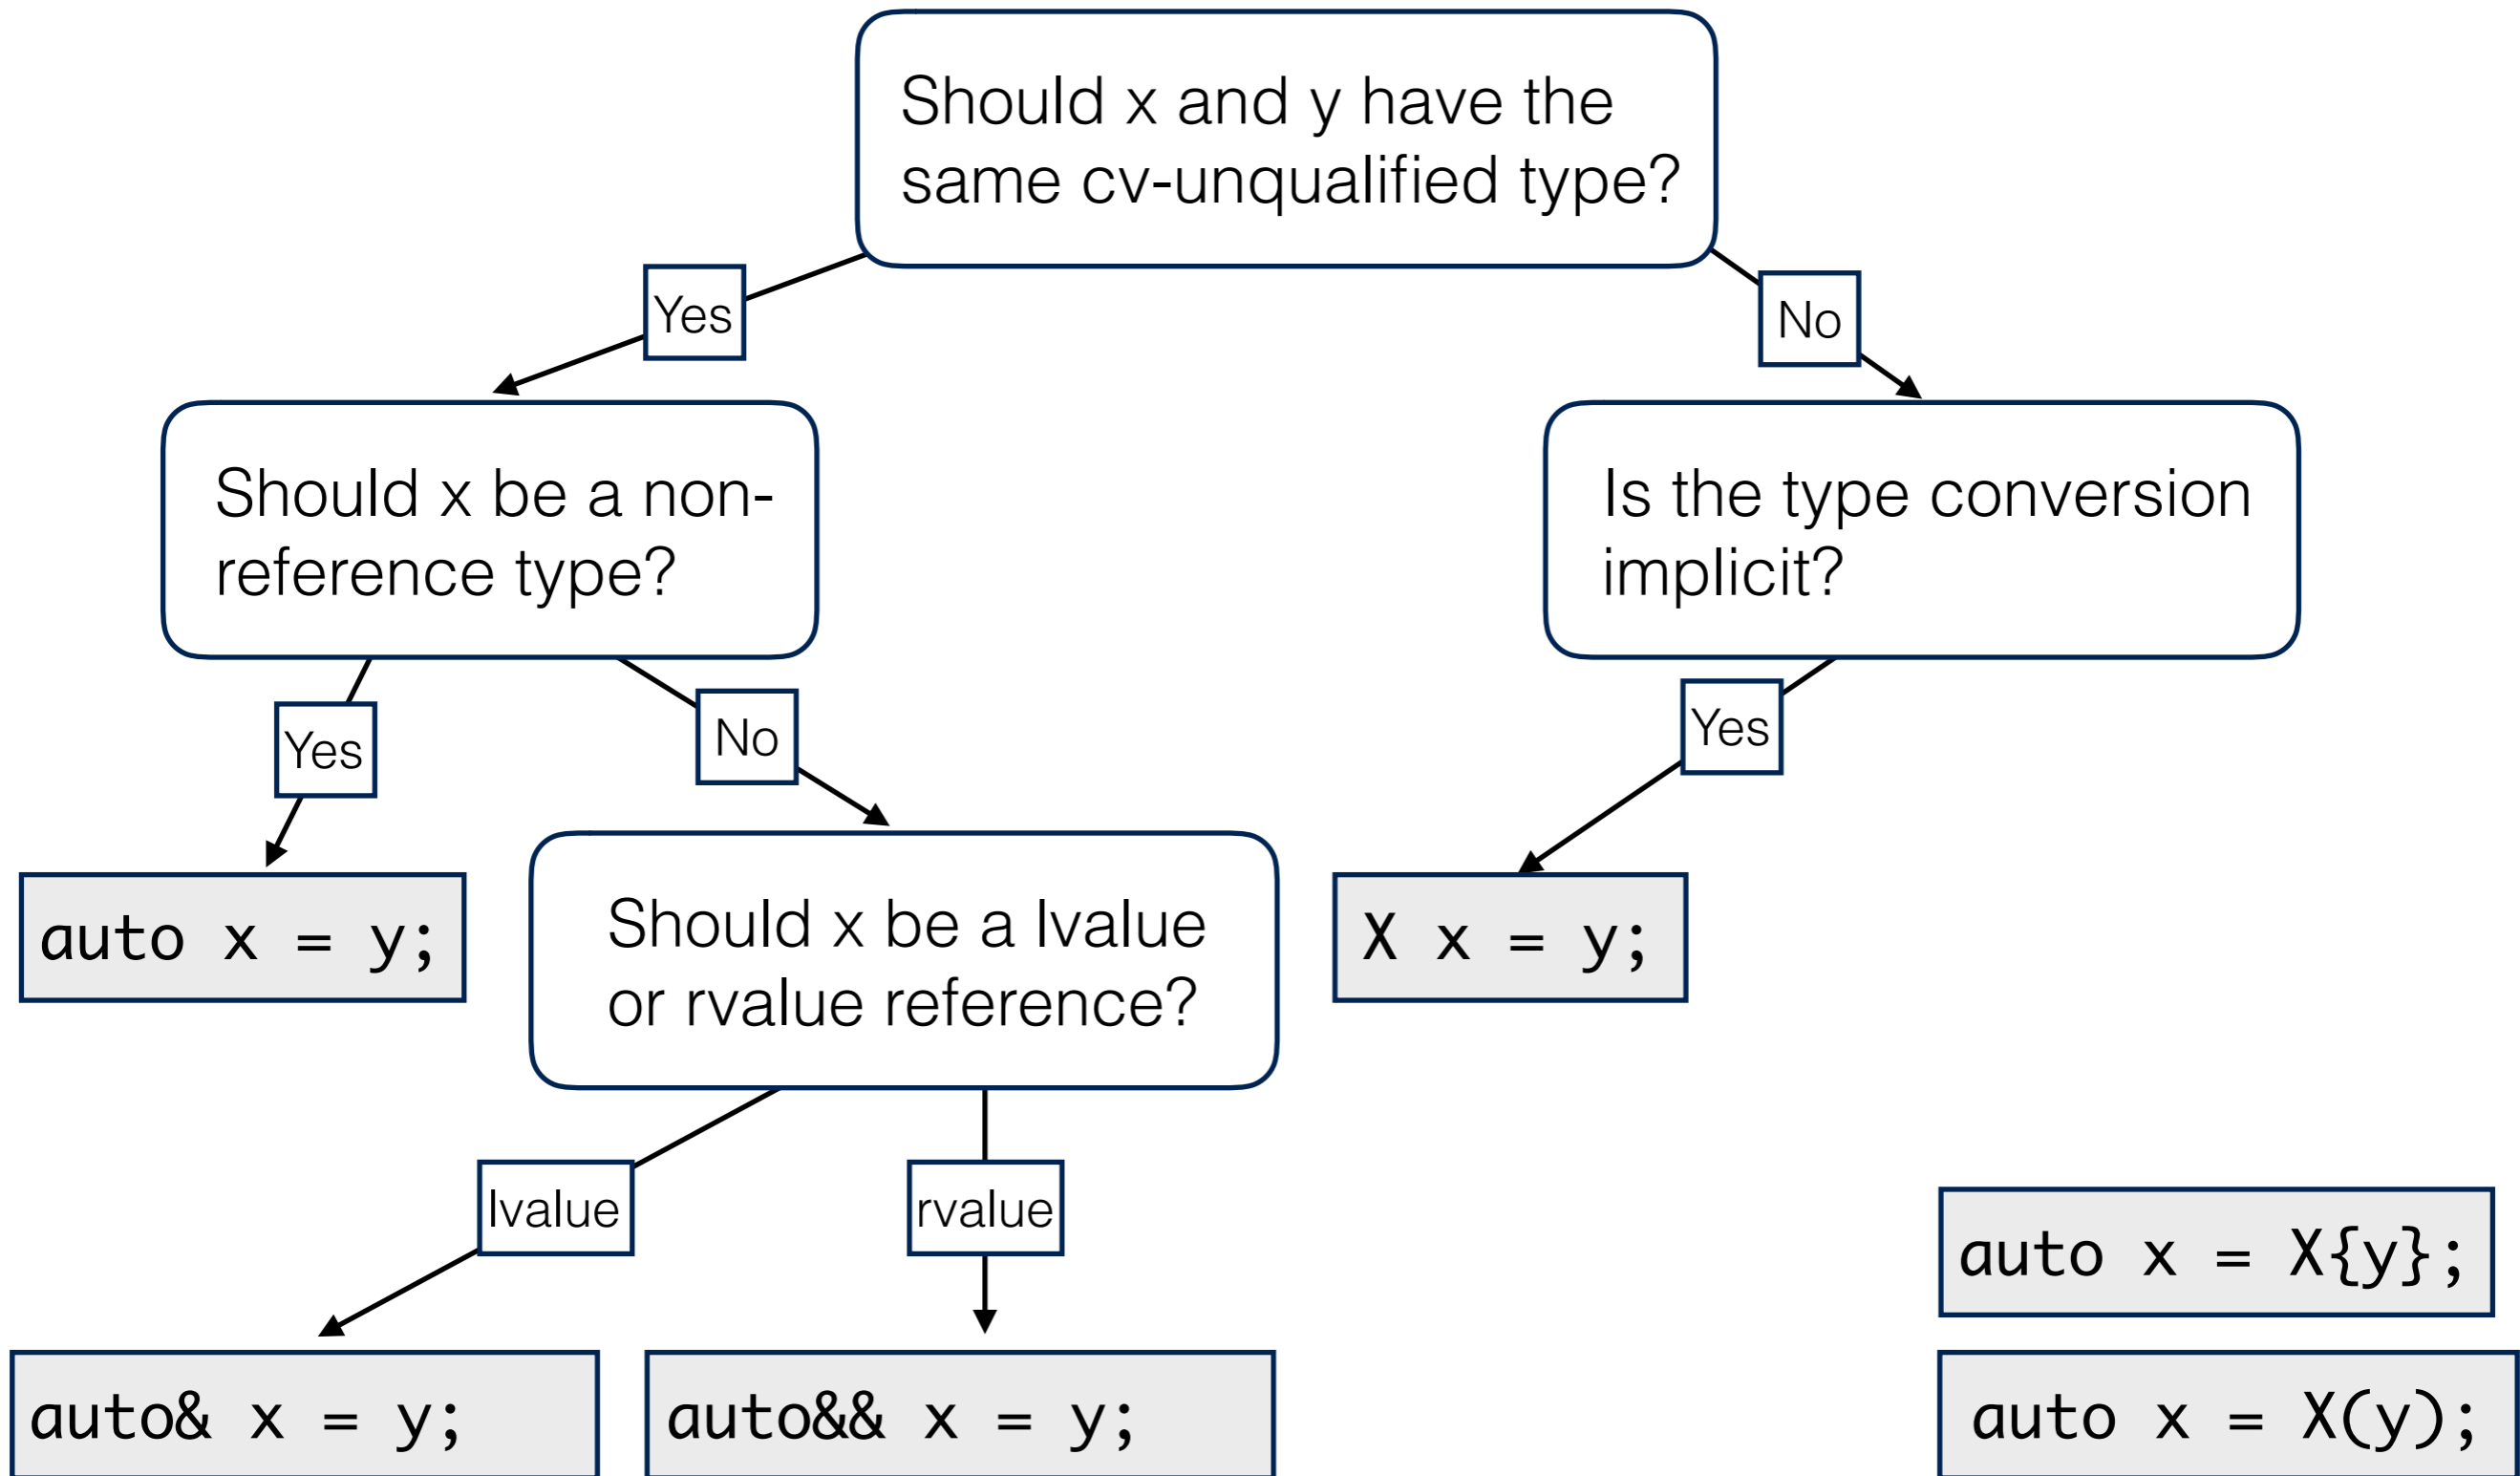 Should x and y have the
same cv-unqualified type?
Yes
No
Should x be a non-
reference type?
Is the type conversion
implicit?
Yes
No
Yes
auto x = y;
Should x be a lvalue
or rvalue reference?
X x = y;
lvalue
rvalue
auto x = X{y};
auto& x = y;
auto&& x = y;
auto x = X(y);